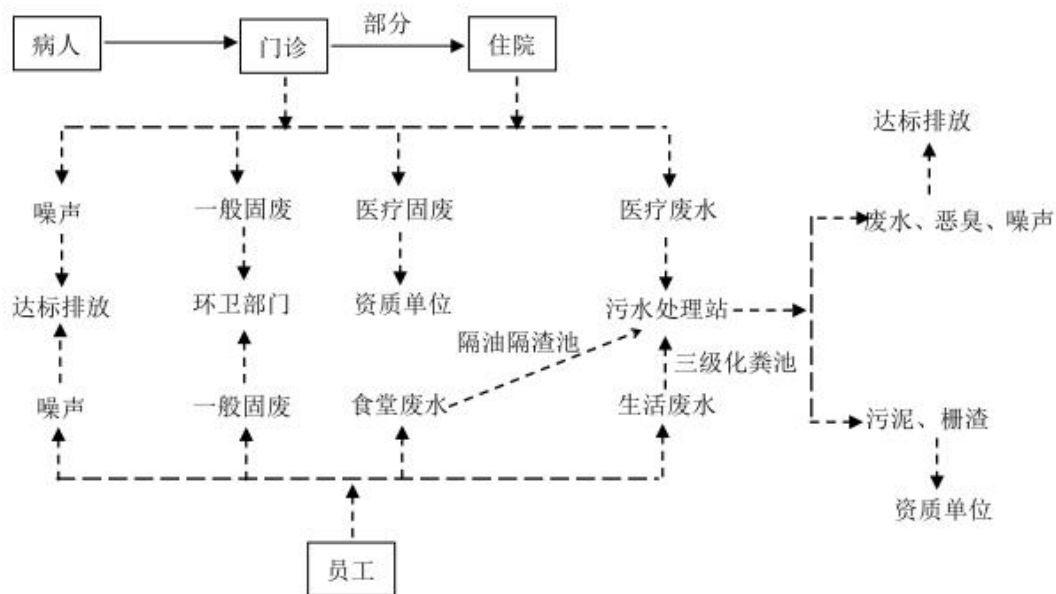 部分
病人
门诊
住院
达标排放
噪声
一般固废
医疗固废
医疗废水
废水、恶臭、噪声
达标排放
环卫部门
资质单位
污水处理站
隔油隔渣池
三级化粪池
噪声
一般固废
食堂废水
生活废水
污泥、栅渣
资质单位
员工